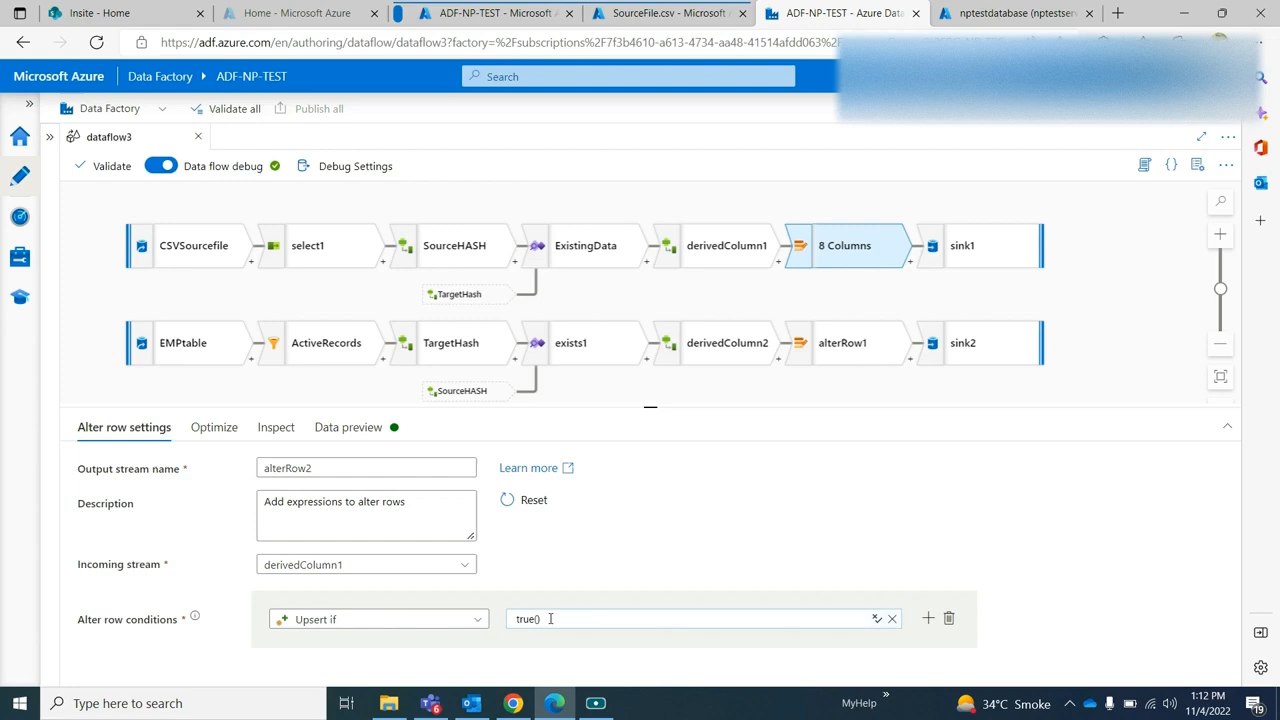 Insite - Home
Home - Microsoft A
ADF-NP-TEST - Microsoft A
SourceFile.csv - Microsoft A
ADF-NP-TEST - Azure Data
nptestdatabase (nptestserve
https://adf.azure.com/en/authoring/dataflow/dataflow3?factory=%2Fsubscriptions%2F7f3b4610-a613-4734-aa48-41514afdd063%2F
Microsoft Azure
Data Factory
ADF-NP-TEST
Search
Data Factory
Validate all
Publish all
dataflow3
Validate
Data flow debug
Debug Settings
CSVSourcefile
select1
SourceHASH
ExistingData
derivedColumn1
8 Columns
sink1
TargetHash
EMPtable
ActiveRecords
TargetHash
exists1
derivedColumn2
alterRow1
sink2
SourceHASH
Alter row settings
Optimize
Inspect
Data preview
Output stream name *
alterRow2
Learn more
Description
Add expressions to alter rows
Reset
Incoming stream *
derivedColumn1
Alter row conditions *
Upsert if
true()
Type here to search
6
MyHelp
34°C Smoke
1:12 PM
11/4/2022
19